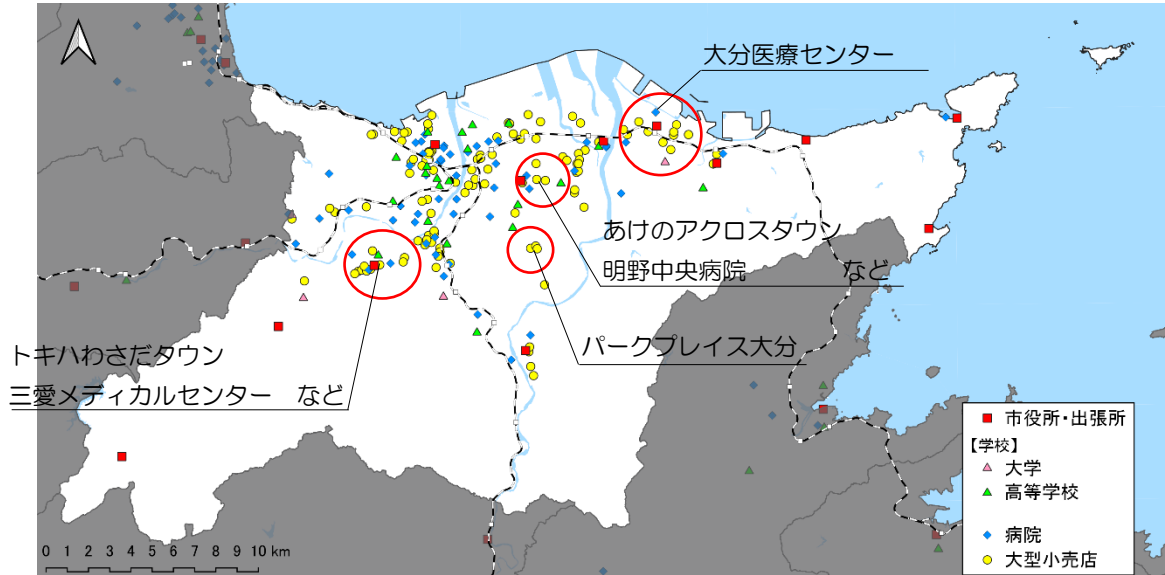 大分医療センター
あけのアクロスタウン
明野中央病院　など
パークプレイス大分
トキハわさだタウン
三愛メディカルセンター　など
市役所・出張所
【学校】
大学
高等学校
病院
大型小売店
0 1 2 3 4 5 6 7 8 9 10 km